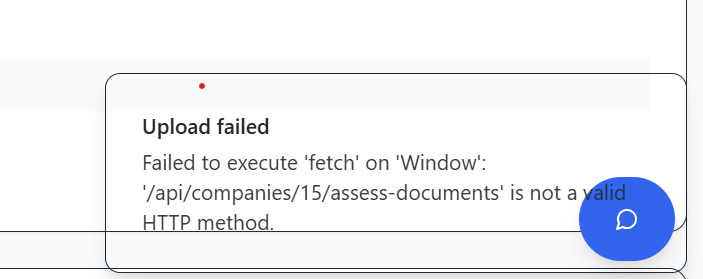 Upload failed
Failed to execute 'fetch' on 'Window':
'/api/companies/15/assess-documents' is not a valid
HTTP method.